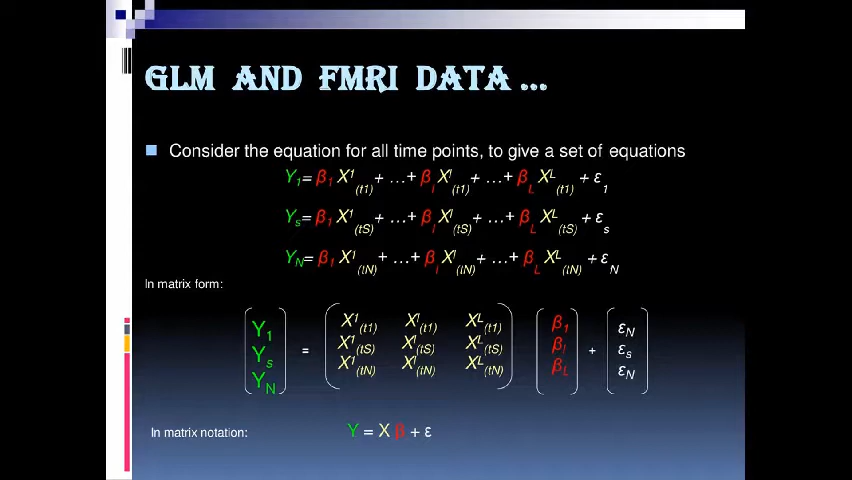 GLM AND FMRI DATA ...
Consider the equation for all time points, to give a set of equations
Y1= β1 X1(t1)+ …+ βl Xl(t1)+ …+ βL XL(t1) + ε1
Ys= β1 X1(tS)+ …+ βl Xl(tS)+ …+ βL XL(tS) + εs
YN= β1 X1(tN)+ …+ βl Xl(tN)+ …+ βL XL(tN) + εN
In matrix form:
Y1 X1(t1) Xl(t1) XL(t1) β1 εN
Ys = X1(tS) Xl(tS) XL(tS) βl + εs
YN X1(tN) Xl(tN) XL(tN) βL εN
In matrix notation: Y = X β + ε